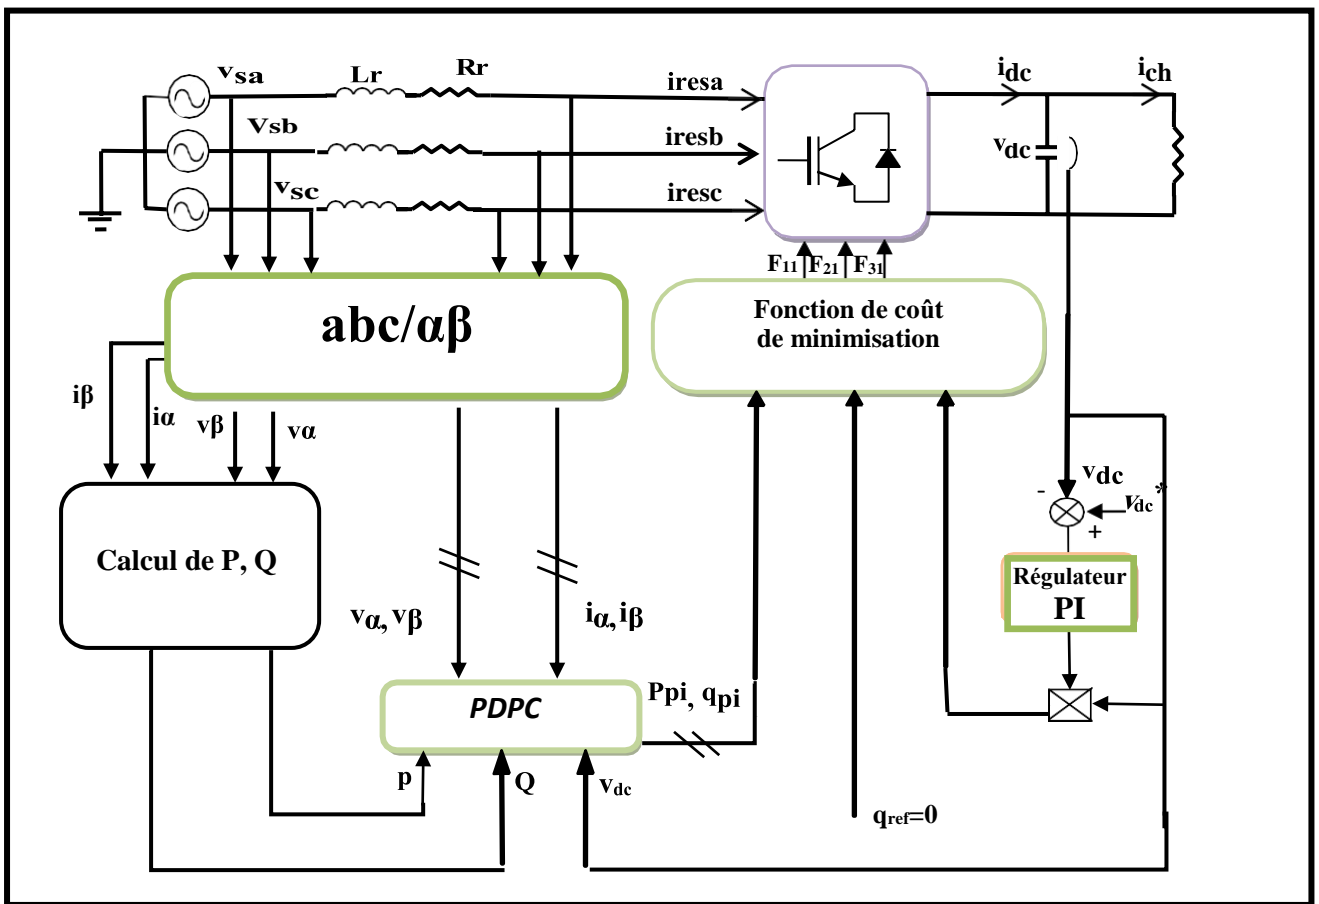 vsa
Lr
Rr
iresa
idc
ich
Vsb
iresb
vdc
vsc
iresc
F11
F21
F31
abc/αβ
Fonction de coût
de minimisation
iβ
iα
vβ
vα
vdc
-
vdc*
+
Calcul de P, Q
Régulateur
PI
vα,vβ
iα,iβ
PDPC
Ppi, qpi
p
Q
vdc
qref=0